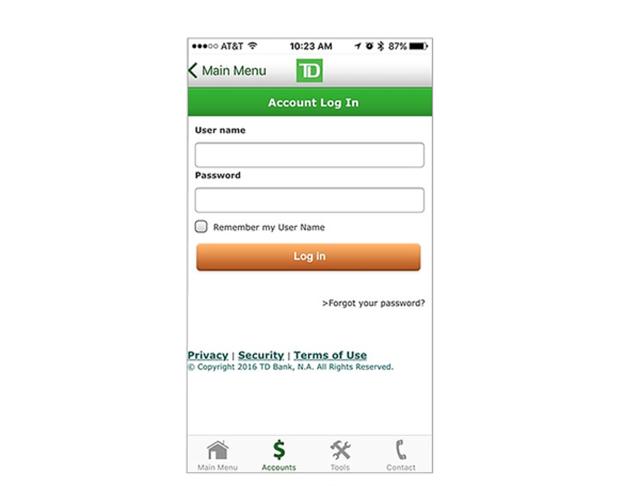 AT&T 10:23 AM 87%
Main Menu TD
Account Log In
User name
Password
Remember my User Name
Log in
>Forgot your password?
Privacy | Security | Terms of Use
© Copyright 2016 TD Bank, N.A. All Rights Reserved.
$
Main Menu Accounts Tools Contact